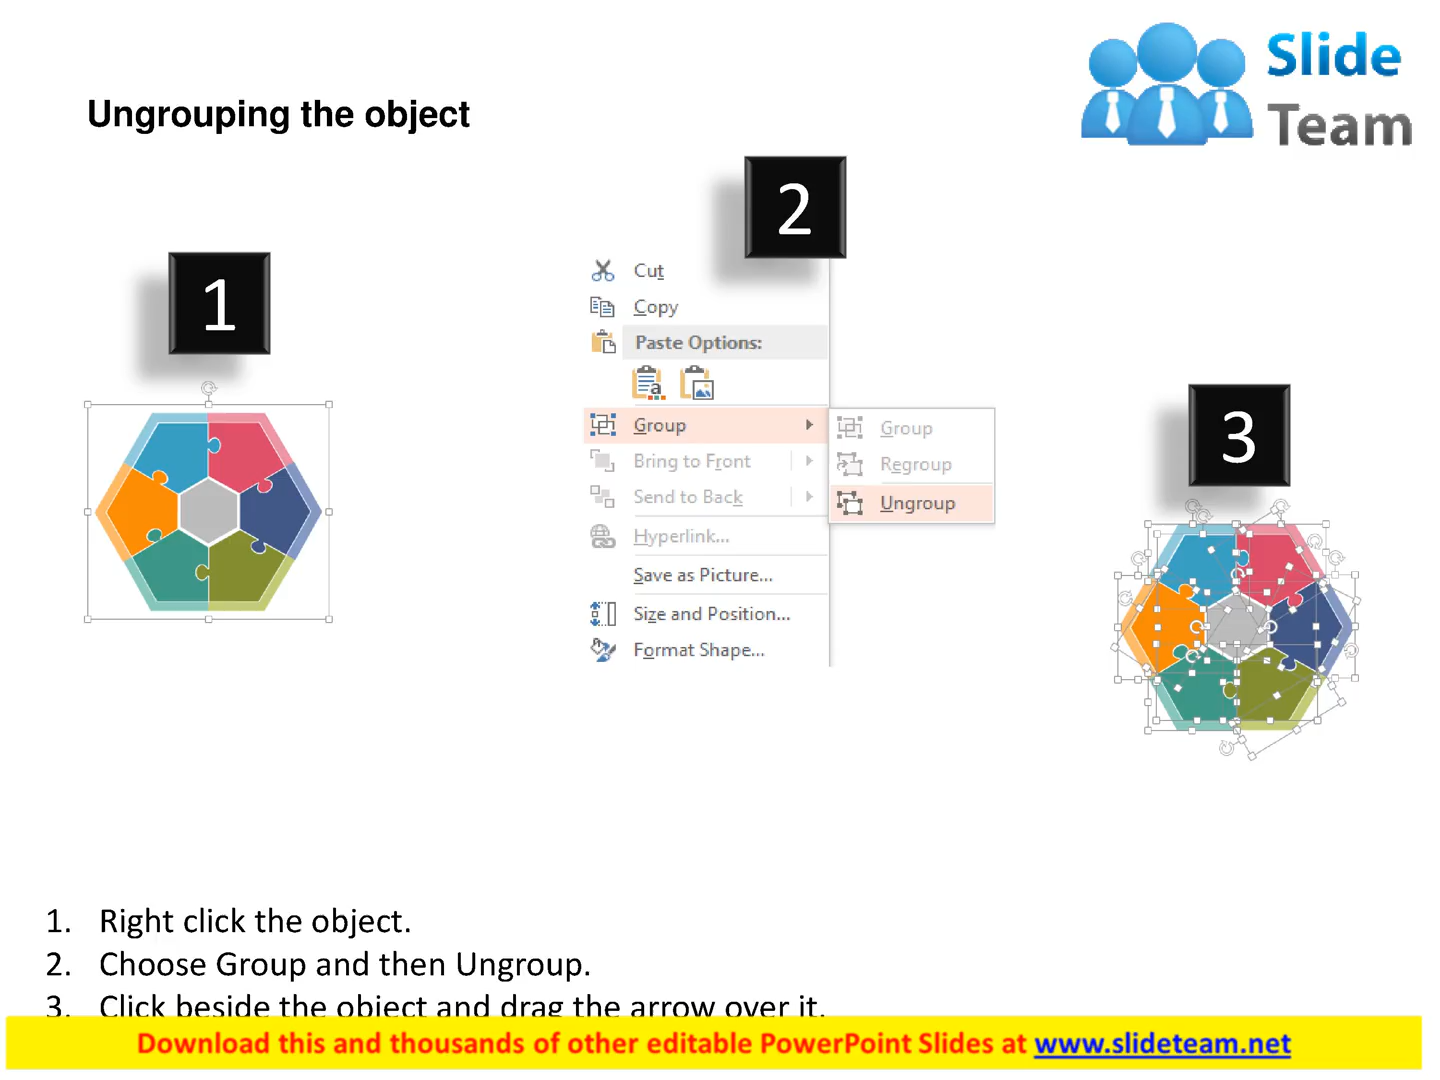 Slide
Team
Ungrouping the object
1
2
3
Cut
Copy
Paste Options:
Group
Bring to Front
Send to Back
Hyperlink...
Save as Picture...
Size and Position...
Format Shape...
Group
Regroup
Ungroup
1. Right click the object.
2. Choose Group and then Ungroup.
3. Click beside the object and drag the arrow over it.
Download this and thousands of other editable PowerPoint Slides at www.slideteam.net